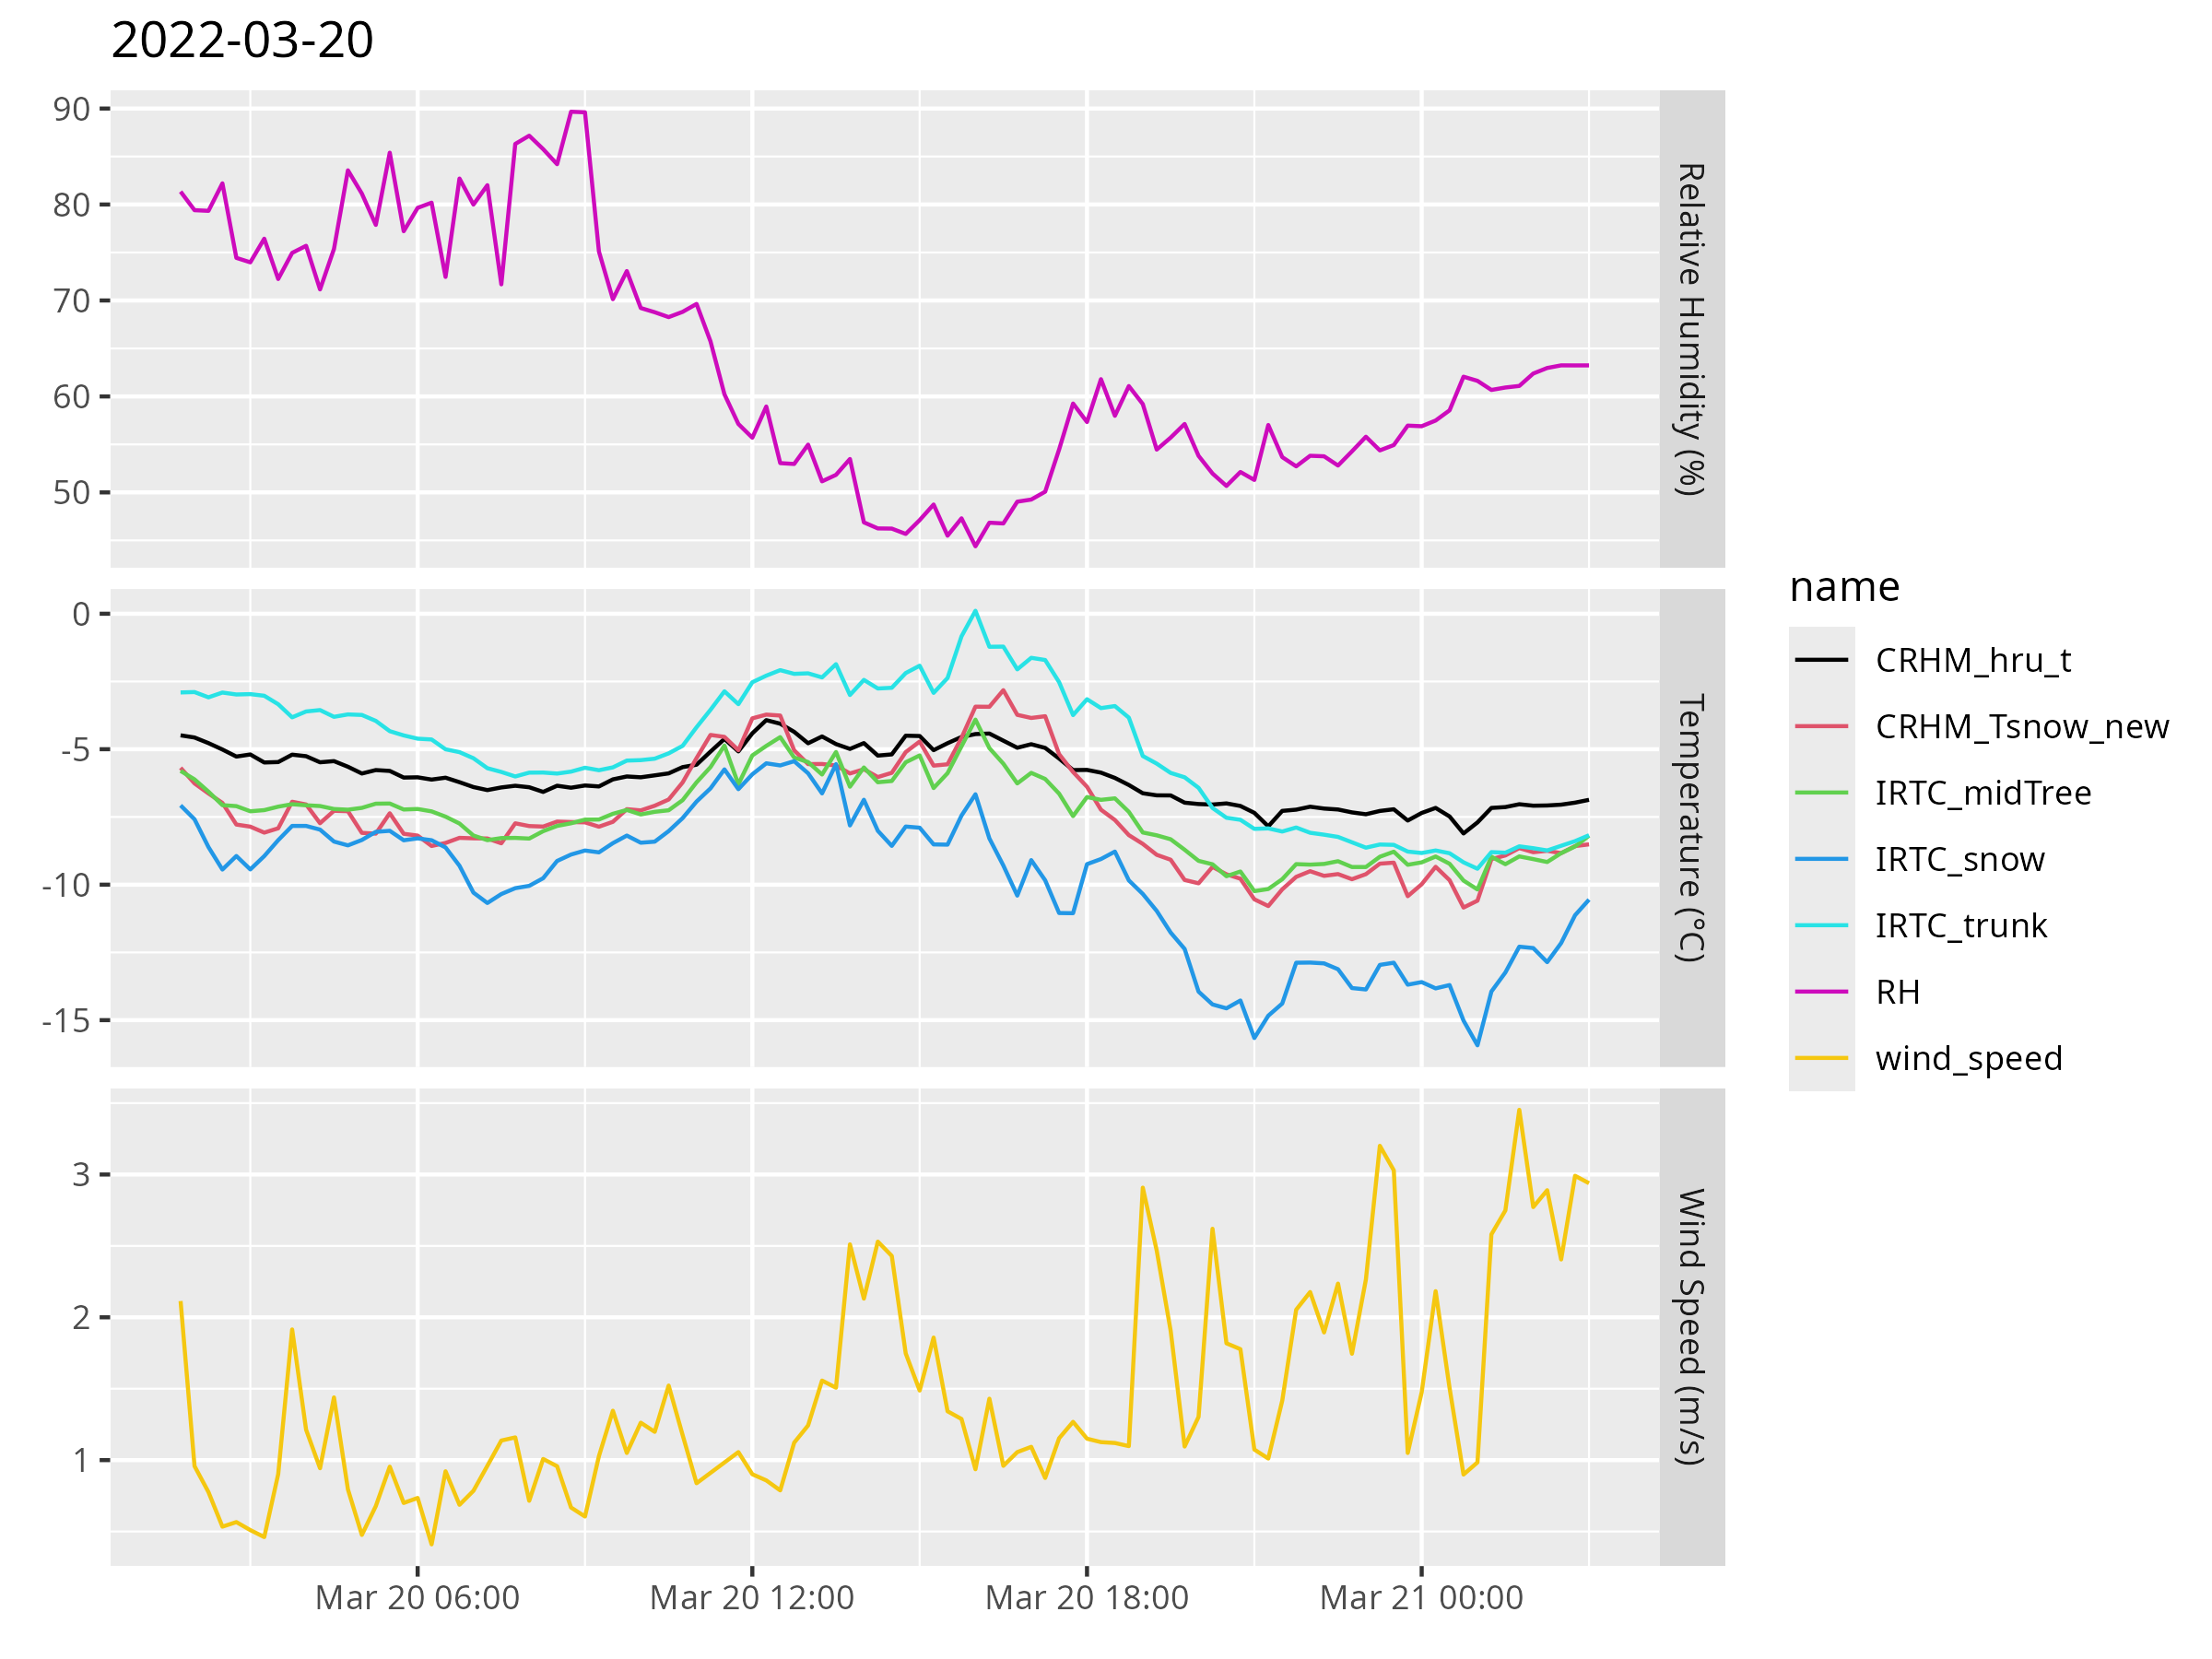 2022-03-20
90
80
70
60
50
Relative Humidity (%)
0
-5
-10
-15
Temperature (°C)
3
2
1
Wind Speed (m/s)
Mar 20 06:00
Mar 20 12:00
Mar 20 18:00
Mar 21 00:00
name
CRHM_hru_t
CRHM_Tsnow_new
IRTC_midTree
IRTC_snow
IRTC_trunk
RH
wind_speed